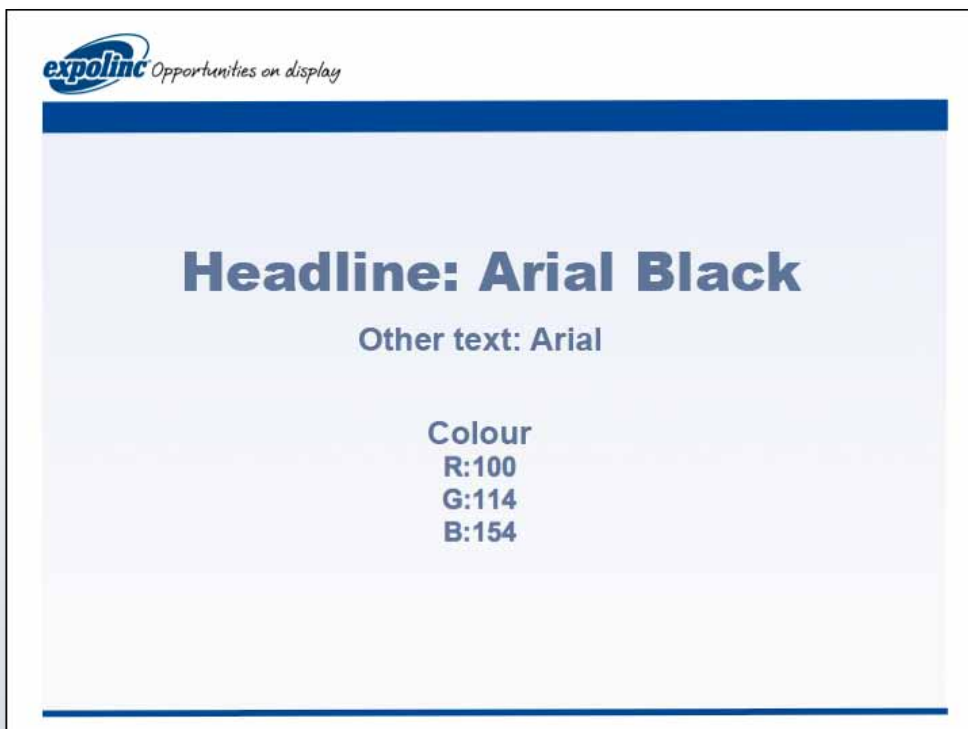 expolinc Opportunities on display
Headline: Arial Black
Other text: Arial
Colour
R:100
G:114
B:154